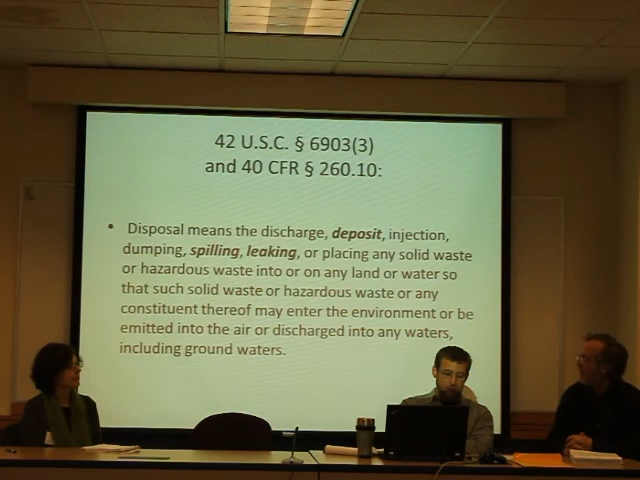 42 U.S.C. § 6903(3)
and 40 CFR § 260.10:
• Disposal means the discharge, deposit, injection,
dumping, spilling, leaking, or placing any solid waste
or hazardous waste into or on any land or water so
that such solid waste or hazardous waste or any
constituent thereof may enter the environment or be
emitted into the air or discharged into any waters,
including ground waters.